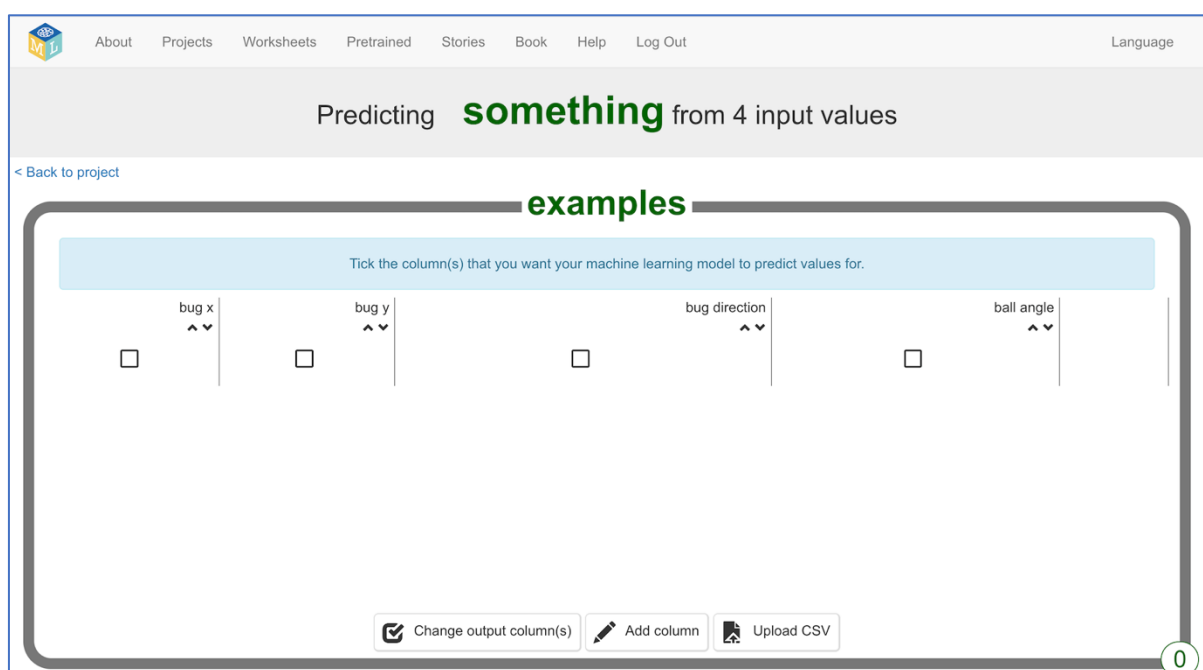 ML About Projects Worksheets Pretrained Stories Book Help Log Out Language
Predicting something from 4 input values
< Back to project
examples
Tick the column(s) that you want your machine learning model to predict values for.
bug x bug y bug direction ball angle
Change output column(s) Add column Upload CSV
0